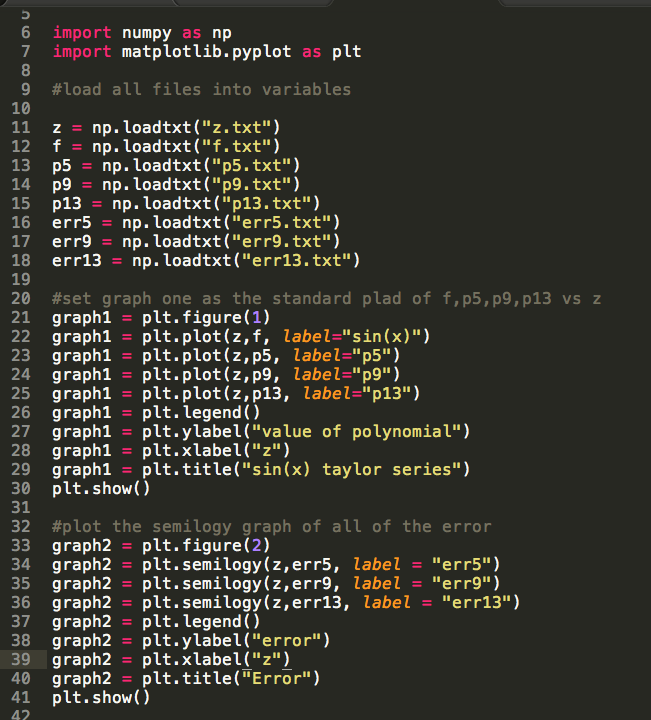 5
6 import numpy as np
7 import matplotlib.pyplot as plt
8
9 #load all files into variables
10
11 z = np.loadtxt("z.txt")
12 f = np.loadtxt("f.txt")
13 p5 = np.loadtxt("p5.txt")
14 p9 = np.loadtxt("p9.txt")
15 p13 = np.loadtxt("p13.txt")
16 err5 = np.loadtxt("err5.txt")
17 err9 = np.loadtxt("err9.txt")
18 err13 = np.loadtxt("err13.txt")
19
20 #set graph one as the standard plad of f,p5,p9,p13 vs z
21 graph1 = plt.figure(1)
22 graph1 = plt.plot(z,f, label="sin(x)")
23 graph1 = plt.plot(z,p5, label="p5")
24 graph1 = plt.plot(z,p9, label="p9")
25 graph1 = plt.plot(z,p13, label="p13")
26 graph1 = plt.legend()
27 graph1 = plt.ylabel("value of polynomial")
28 graph1 = plt.xlabel("z")
29 graph1 = plt.title("sin(x) taylor series")
30 plt.show()
31
32 #plot the semilogy graph of all of the error
33 graph2 = plt.figure(2)
34 graph2 = plt.semilogy(z,err5, label = "err5")
35 graph2 = plt.semilogy(z,err9, label = "err9")
36 graph2 = plt.semilogy(z,err13, label = "err13")
37 graph2 = plt.legend()
38 graph2 = plt.ylabel("error")
39 graph2 = plt.xlabel("z")
40 graph2 = plt.title("Error")
41 plt.show()
42